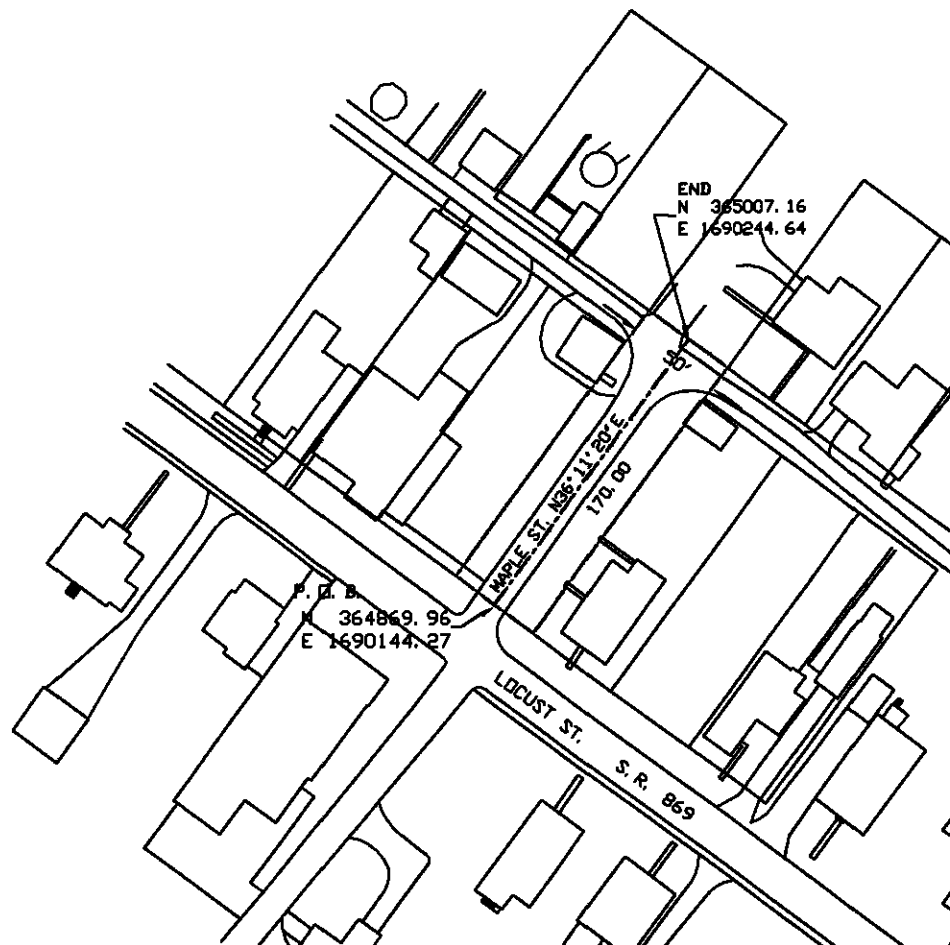 END
N 365007.16
E 1690244.64
50'
MAPLE ST. N36°11'20"E
170.00
P.O.B.
N 364869.96
E 1690144.27
LOCUST ST. S.R. 869